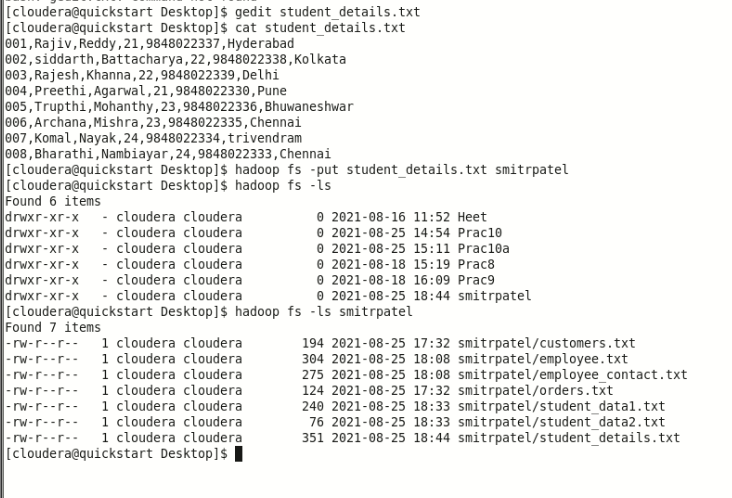 [cloudera@quickstart Desktop]$ gedit student_details.txt
[cloudera@quickstart Desktop]$ cat student_details.txt
001,Rajiv,Reddy,21,9848022337,Hyderabad
002,siddarth,Battacharya,22,9848022338,Kolkata
003,Rajesh,Khanna,22,9848022339,Delhi
004,Preethi,Agarwal,21,9848022330,Pune
005,Trupthi,Mohanthy,23,9848022336,Bhuwaneshwar
006,Archana,Mishra,23,9848022335,Chennai
007,Komal,Nayak,24,9848022334,trivendram
008,Bharathi,Nambiayar,24,9848022333,Chennai
[cloudera@quickstart Desktop]$ hadoop fs -put student_details.txt smitrpatel
[cloudera@quickstart Desktop]$ hadoop fs -ls
Found 6 items
drwxr-xr-x   - cloudera cloudera          0 2021-08-16 11:52 Heet
drwxr-xr-x   - cloudera cloudera          0 2021-08-25 14:54 Prac10
drwxr-xr-x   - cloudera cloudera          0 2021-08-25 15:11 Prac10a
drwxr-xr-x   - cloudera cloudera          0 2021-08-18 15:19 Prac8
drwxr-xr-x   - cloudera cloudera          0 2021-08-18 16:09 Prac9
drwxr-xr-x   - cloudera cloudera          0 2021-08-25 18:44 smitrpatel
[cloudera@quickstart Desktop]$ hadoop fs -ls smitrpatel
Found 7 items
-rw-r--r--   1 cloudera cloudera        194 2021-08-25 17:32 smitrpatel/customers.txt
-rw-r--r--   1 cloudera cloudera        304 2021-08-25 18:08 smitrpatel/employee.txt
-rw-r--r--   1 cloudera cloudera        275 2021-08-25 18:08 smitrpatel/employee_contact.txt
-rw-r--r--   1 cloudera cloudera        124 2021-08-25 17:32 smitrpatel/orders.txt
-rw-r--r--   1 cloudera cloudera        240 2021-08-25 18:33 smitrpatel/student_data1.txt
-rw-r--r--   1 cloudera cloudera         76 2021-08-25 18:33 smitrpatel/student_data2.txt
-rw-r--r--   1 cloudera cloudera        351 2021-08-25 18:44 smitrpatel/student_details.txt
[cloudera@quickstart Desktop]$